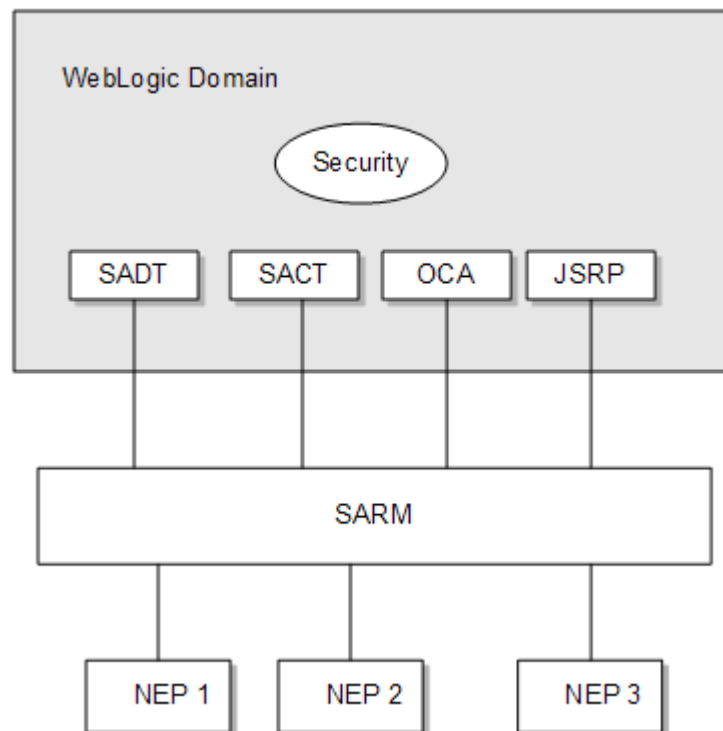 WebLogic Domain
Security
SADT SACT OCA JSRP
SARM
NEP 1 NEP 2 NEP 3